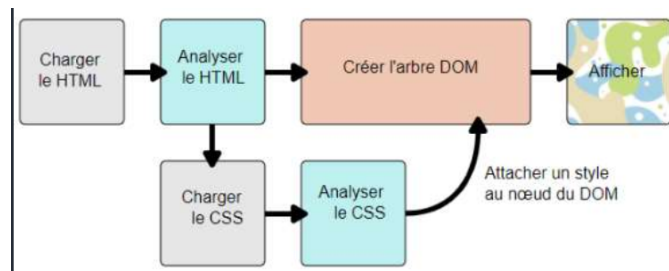 Charger
le HTML
Analyser
le HTML
Créer l'arbre DOM
Afficher
Charger
le CSS
Analyser
le CSS
Attacher un style
au nœud du DOM